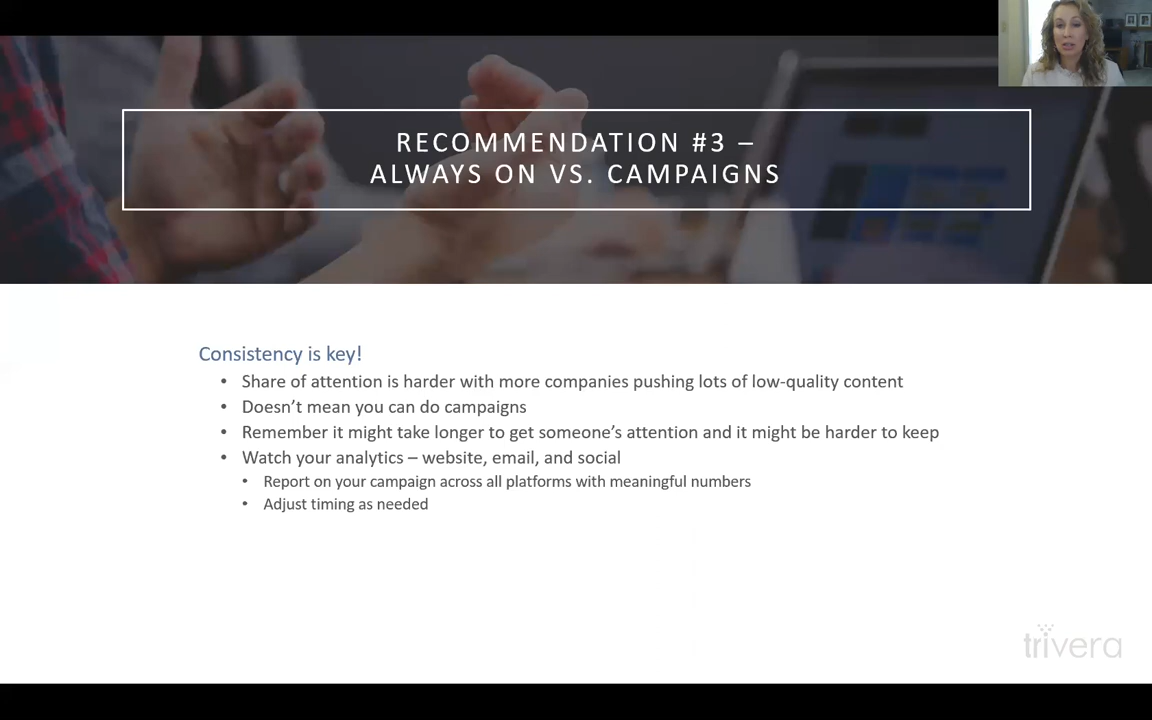 RECOMMENDATION #3 –
ALWAYS ON VS. CAMPAIGNS
Consistency is key!
• Share of attention is harder with more companies pushing lots of low-quality content
• Doesn’t mean you can do campaigns
• Remember it might take longer to get someone’s attention and it might be harder to keep
• Watch your analytics – website, email, and social
• Report on your campaign across all platforms with meaningful numbers
• Adjust timing as needed
trivera